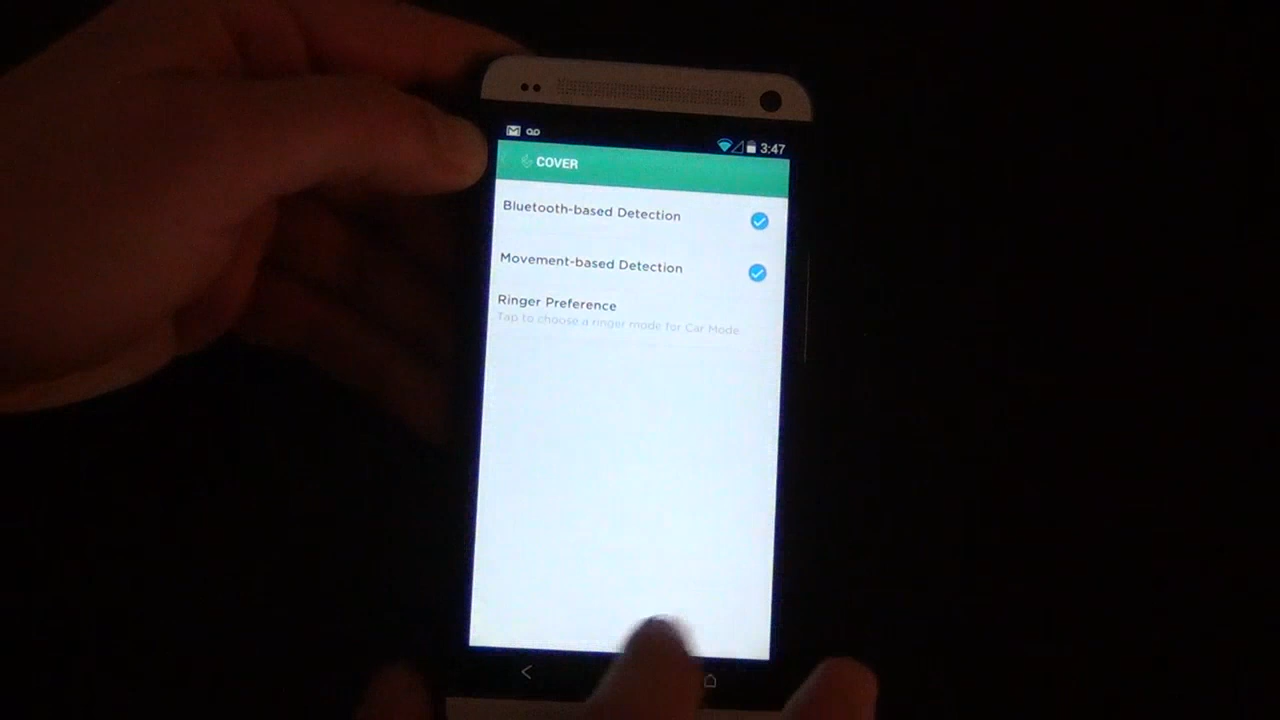 3:47
COVER
Bluetooth-based Detection
Movement-based Detection
Ringer Preference
Tap to choose a ringer mode for Car Mode